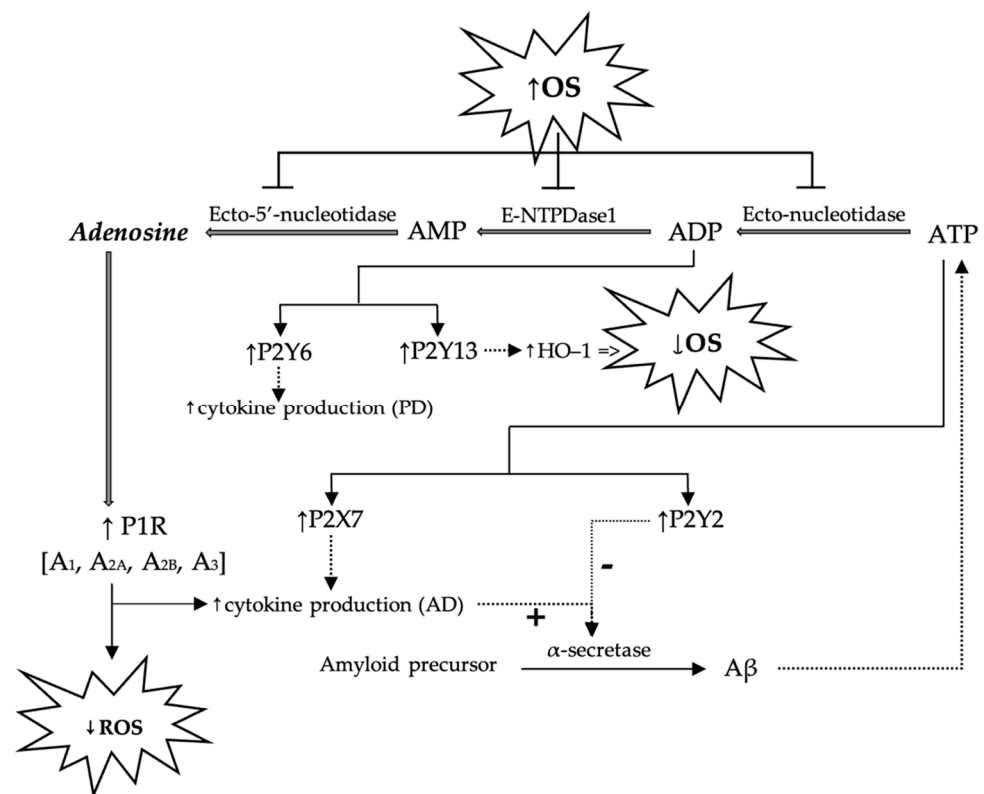 ↑OS
Ecto-5′-nucleotidase
E-NTPDase1
Ecto-nucleotidase
Adenosine
AMP
ADP
ATP
↑P2Y6
↑P2Y13
↑HO–1 =>
↓OS
↑cytokine production (PD)
↑P2X7
↑P2Y2
↑ P1R
[A1, A2A, A2B, A3]
-
↑cytokine production (AD)
+
α-secretase
Amyloid precursor
Aβ
↓ROS